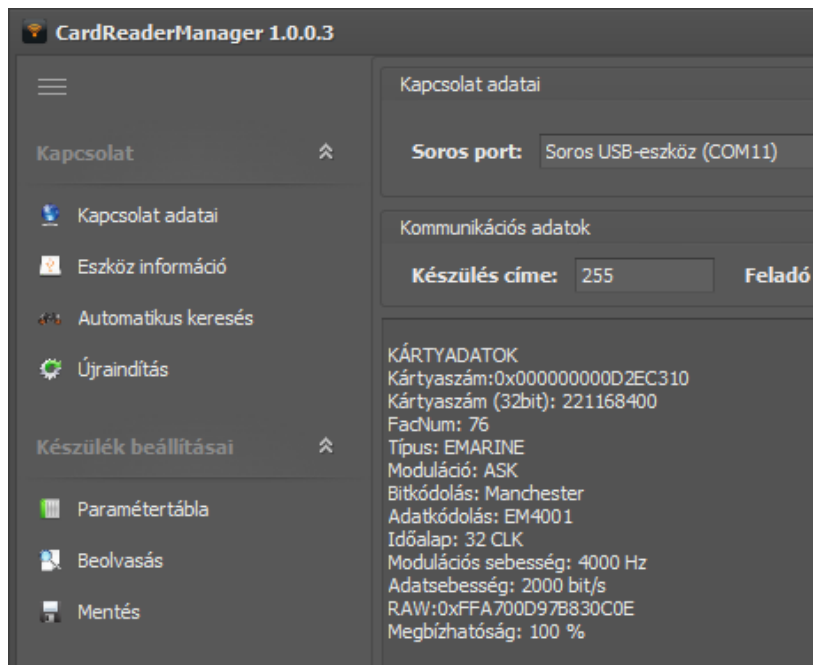 CardReaderManager 1.0.0.3
Kapcsolat
Kapcsolat adatai
Eszköz információ
Automatikus keresés
Újraindítás
Készülék beállításai
Paramétertábla
Beolvasás
Mentés
Kapcsolat adatai
Soros port: Soros USB-eszköz (COM11)
Kommunikációs adatok
Készülés címe: 255 Feladó
KÁRTYADATOK
Kártyaszám:0x000000000D2EC310
Kártyaszám (32bit): 221168400
FacNum: 76
Típus: EMARINE
Moduláció: ASK
Bitkódolás: Manchester
Adatkódolás: EM4001
Időalap: 32 CLK
Modulációs sebesség: 4000 Hz
Adatsebesség: 2000 bit/s
RAW:0xFFA700D97B830C0E
Megbízhatóság: 100 %